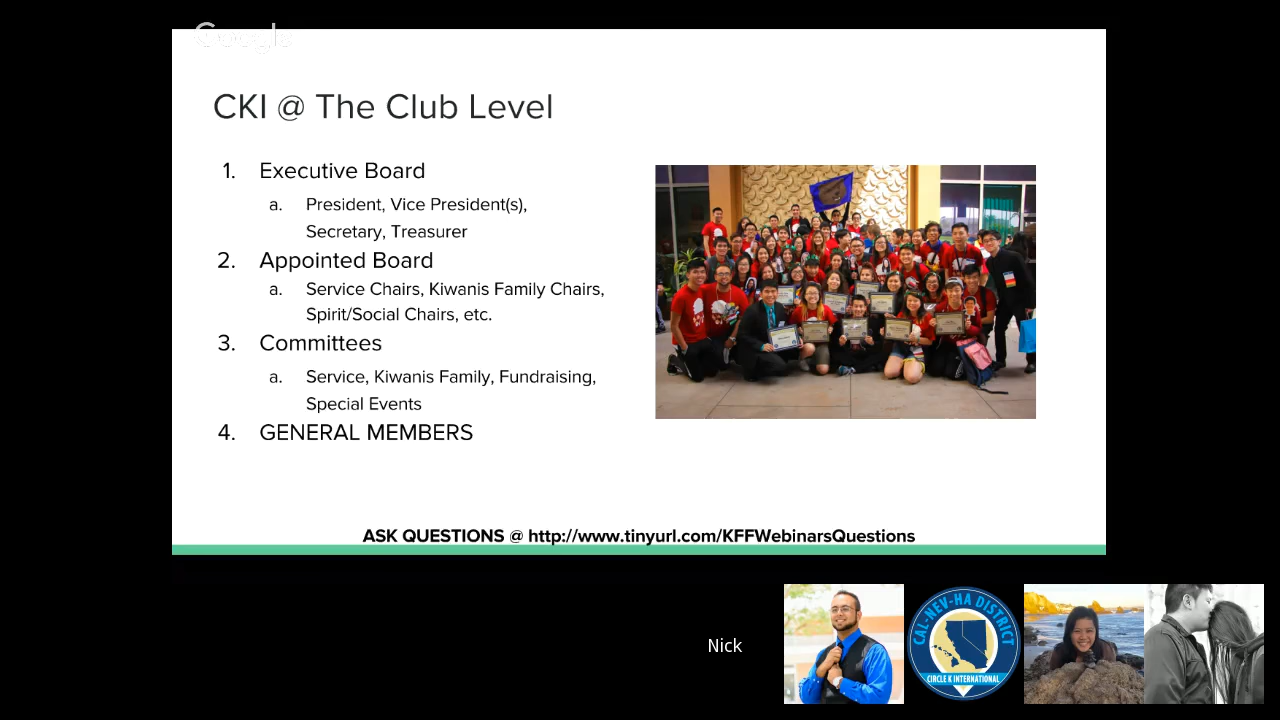 Google
CKI @ The Club Level
1. Executive Board
a. President, Vice President(s),
Secretary, Treasurer
2. Appointed Board
a. Service Chairs, Kiwanis Family Chairs,
Spirit/Social Chairs, etc.
3. Committees
a. Service, Kiwanis Family, Fundraising,
Special Events
4. GENERAL MEMBERS
ASK QUESTIONS @ http://www.tinyurl.com/KFFWebinarsQuestions
Nick
CAL-NEV-HA DISTRICT
CIRCLE K INTERNATIONAL